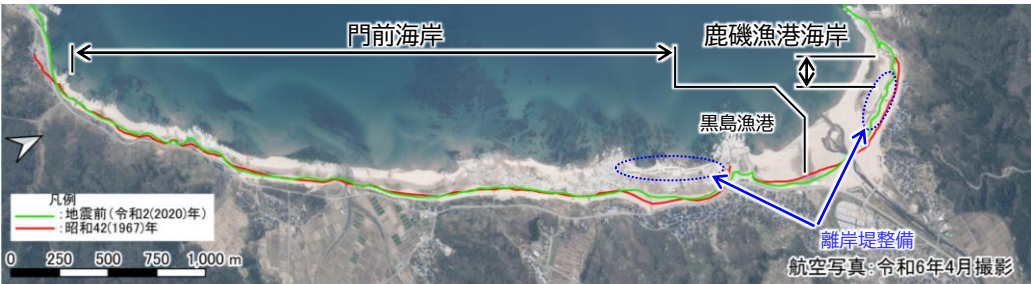 門前海岸
鹿磯漁港海岸
黒島漁港
凡例
:地震前(令和2(2020)年)
:昭和42(1967)年
0 250 500 750 1,000 m
離岸堤整備
航空写真:令和6年4月撮影